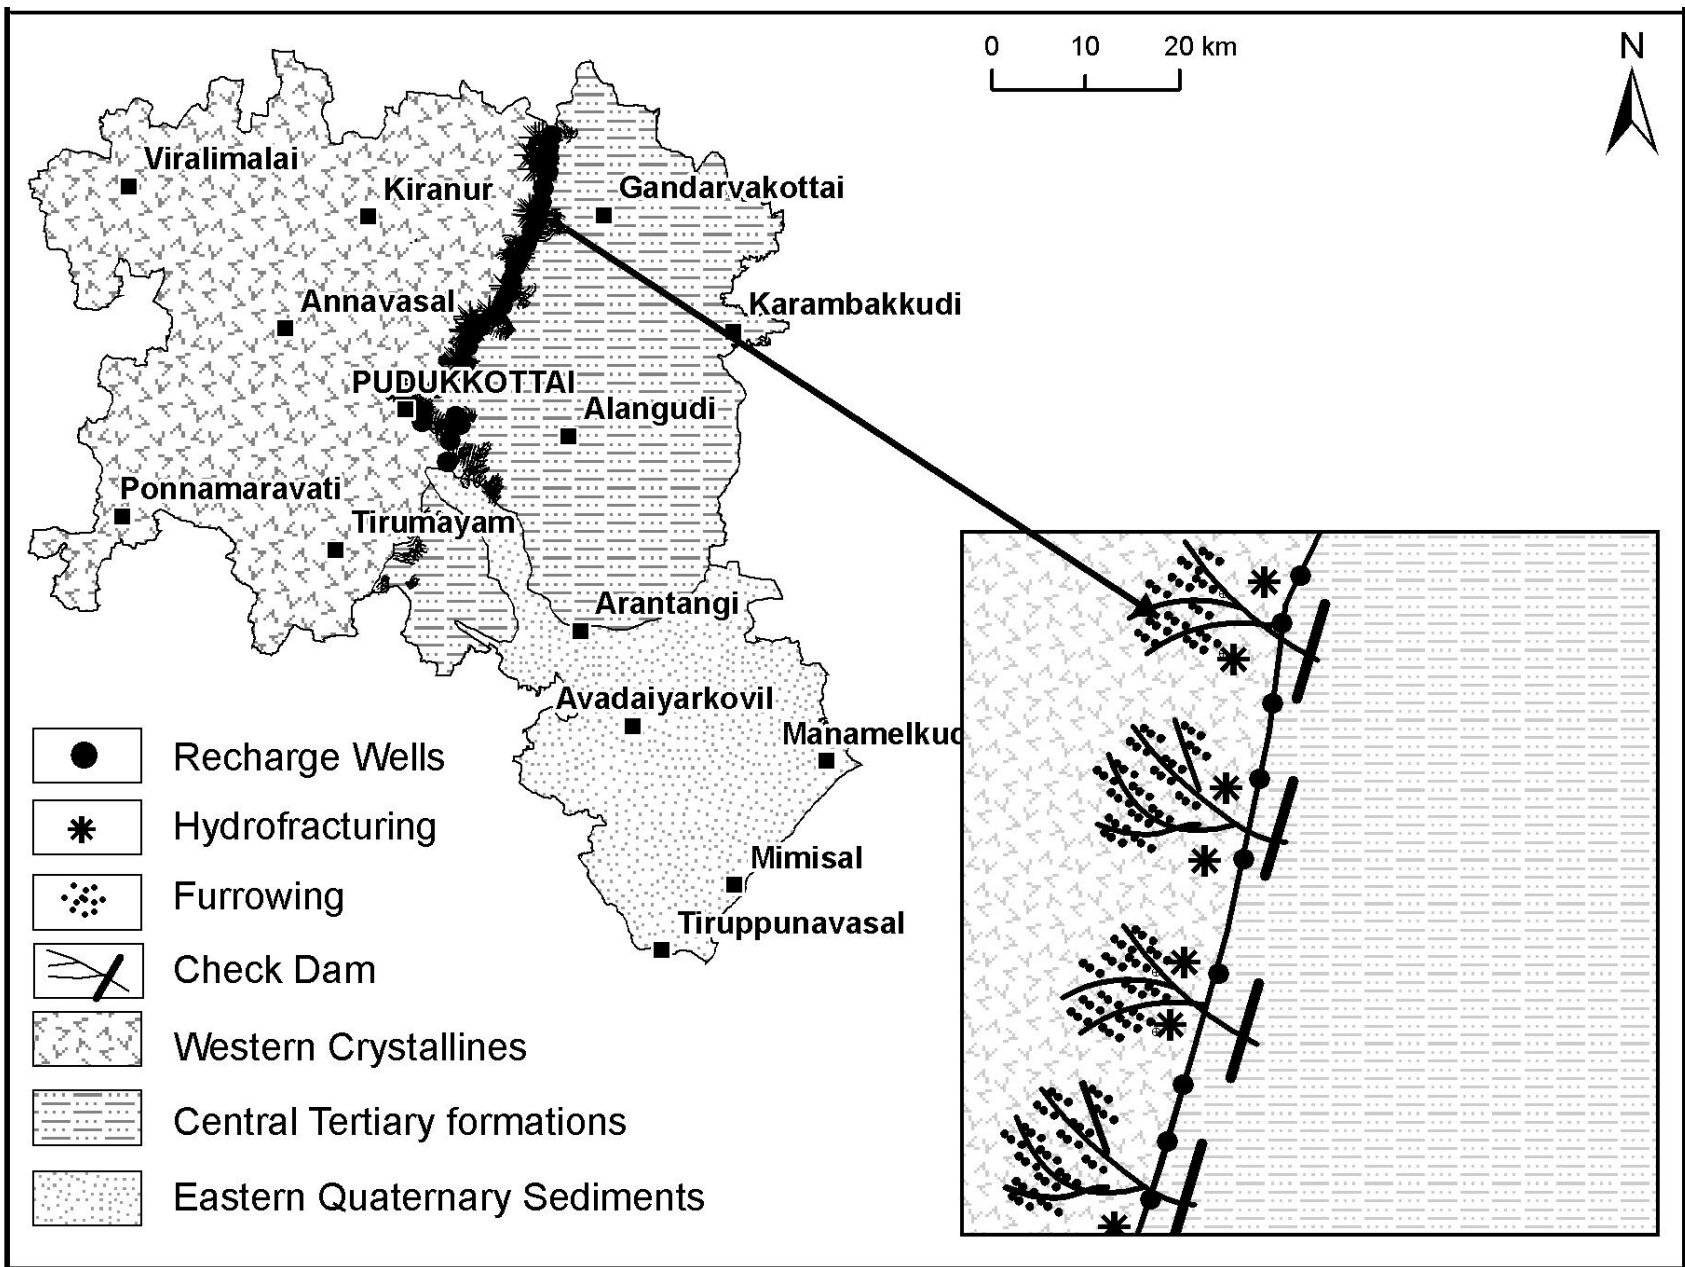 0 10 20 km
N
Viralimalai
Kiranur
Gandarvakottai
Annavasal
Karambakkudi
PUDUKKOTTAI
Alangudi
Ponnamaravati
Tirumayam
Arantangi
Avadaiyarkovil
Manamelkud
Mimisal
Tiruppunavasal
Recharge Wells
Hydrofracturing
Furrowing
Check Dam
Western Crystallines
Central Tertiary formations
Eastern Quaternary Sediments